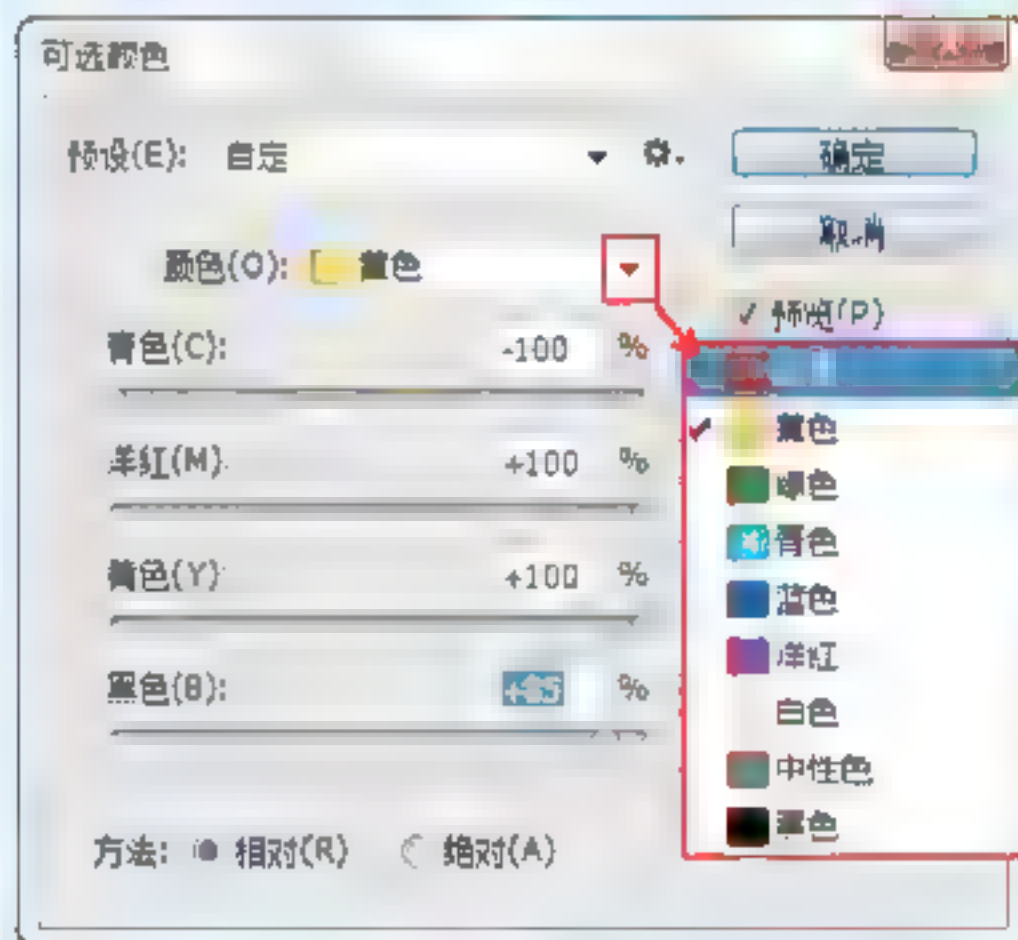 可选颜色
预设(E): 自定
确定
颜色(O): 黄色
取消
预览(P)
青色(C): -100 %
洋红(M): +100 %
黄色(Y): +100 %
黑色(B): %
黄色
绿色
青色
蓝色
洋红
白色
中性色
黑色
方法: 相对(R) 绝对(A)